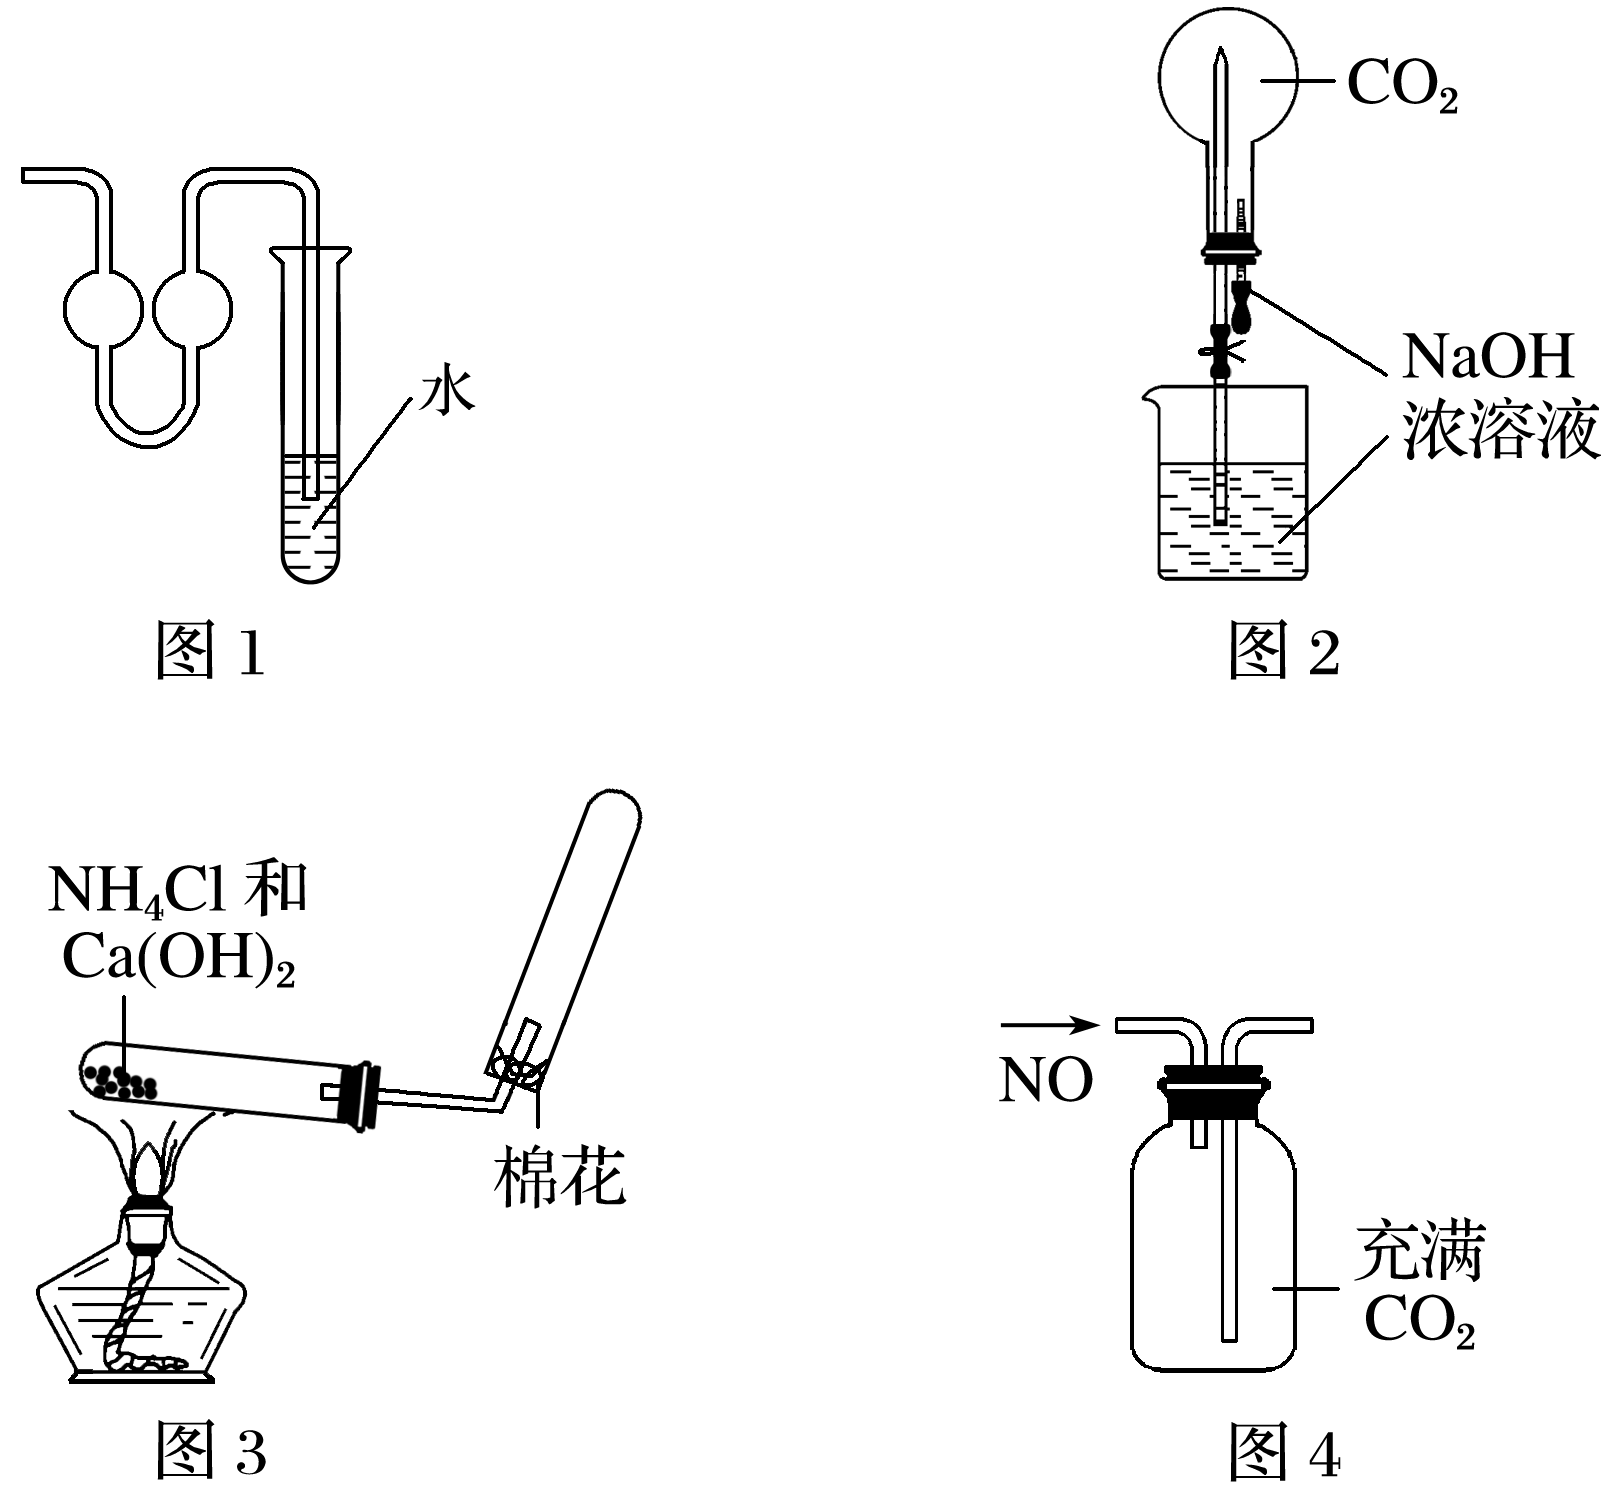 水
图 1
CO₂
NaOH
浓溶液
图 2
NH₄Cl 和
Ca(OH)₂
棉花
图 3
NO
充满
CO₂
图 4